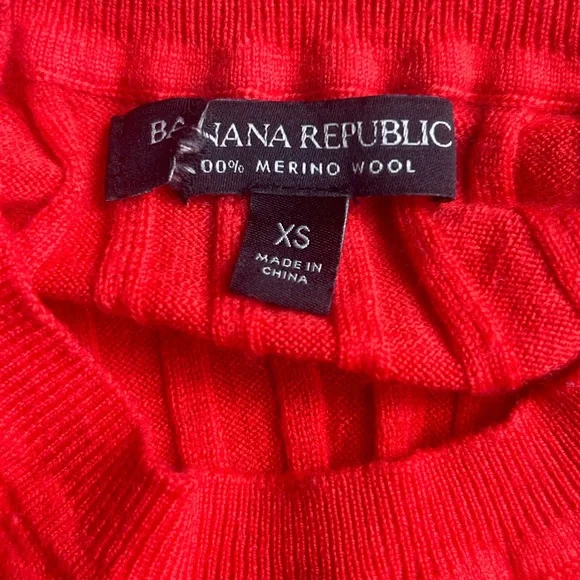 BANANA REPUBLIC
00% MERINO WOOL
XS
MADE IN
CHINA